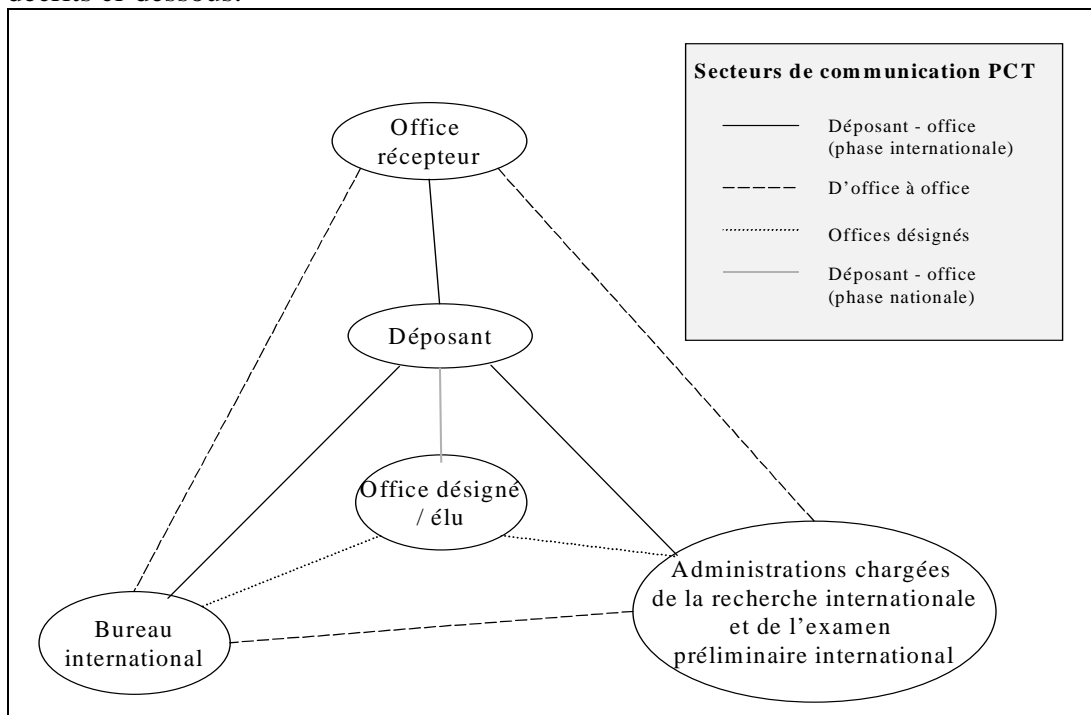 Secteurs de communication PCT
Déposant - office
(phase internationale)
D'office à office
Offices désignés
Déposant - office
(phase nationale)
Office
récepteur
Déposant
Office désigné
/ élu
Bureau
international
Administrations chargées
de la recherche internationale
et de l'examen
préliminaire international